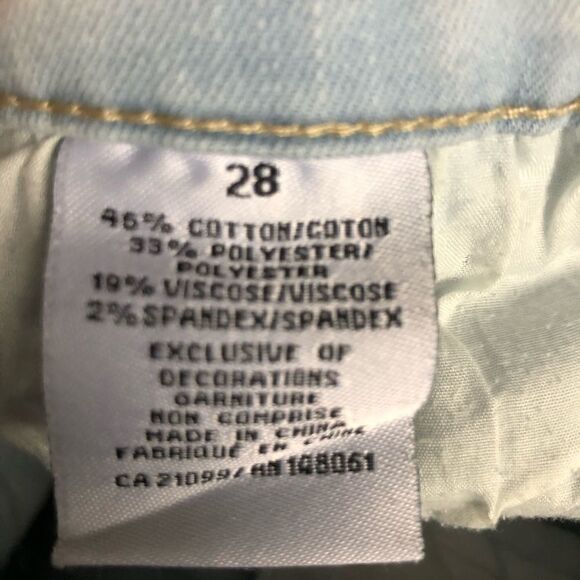 28
46% COTTON/COTON
33% POLYESTER/
POLYESTER
19% VISCOSE/VISCOSE
2% SPANDEX/SPANDEX
EXCLUSIVE OF
DECORATIONS
GARNITURE
NON COMPRISE
MADE IN CHINA
FABRIQUÉ EN CHINE
CA 21099/RN 148061